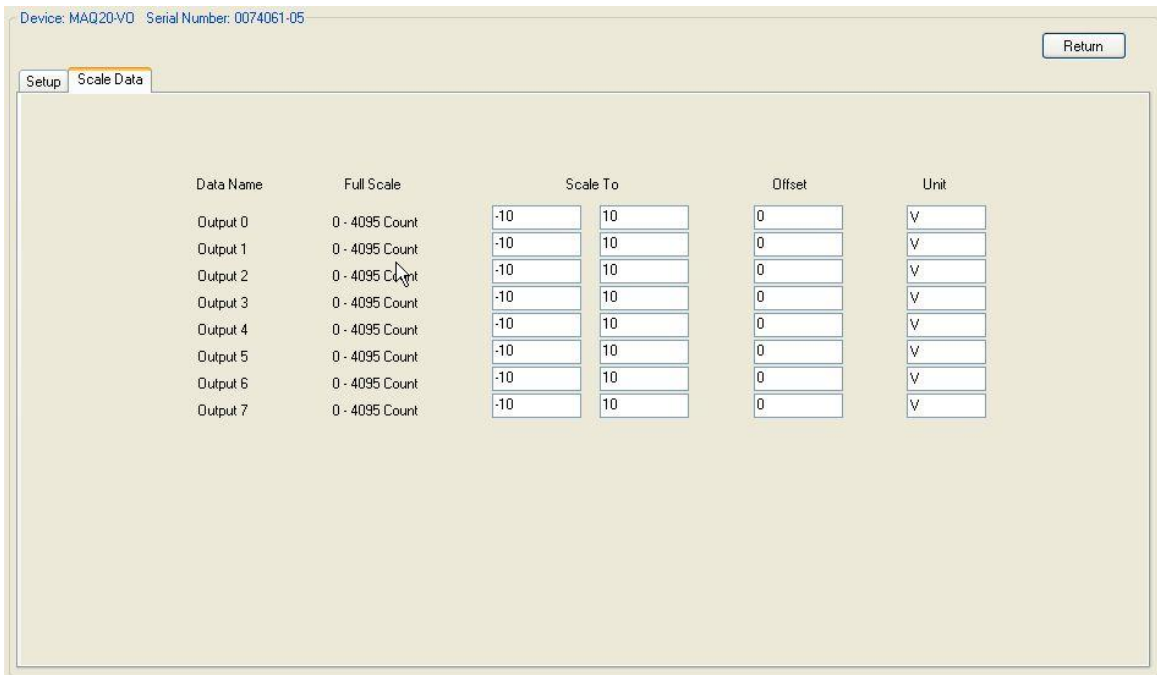 Device: MAQ20-VO Serial Number: 0074061-05
Return
Setup Scale Data
Data Name Full Scale Scale To Offset Unit
Output 0 0 - 4095 Count -10 10 0 V
Output 1 0 - 4095 Count -10 10 0 V
Output 2 0 - 4095 Count -10 10 0 V
Output 3 0 - 4095 Count -10 10 0 V
Output 4 0 - 4095 Count -10 10 0 V
Output 5 0 - 4095 Count -10 10 0 V
Output 6 0 - 4095 Count -10 10 0 V
Output 7 0 - 4095 Count -10 10 0 V